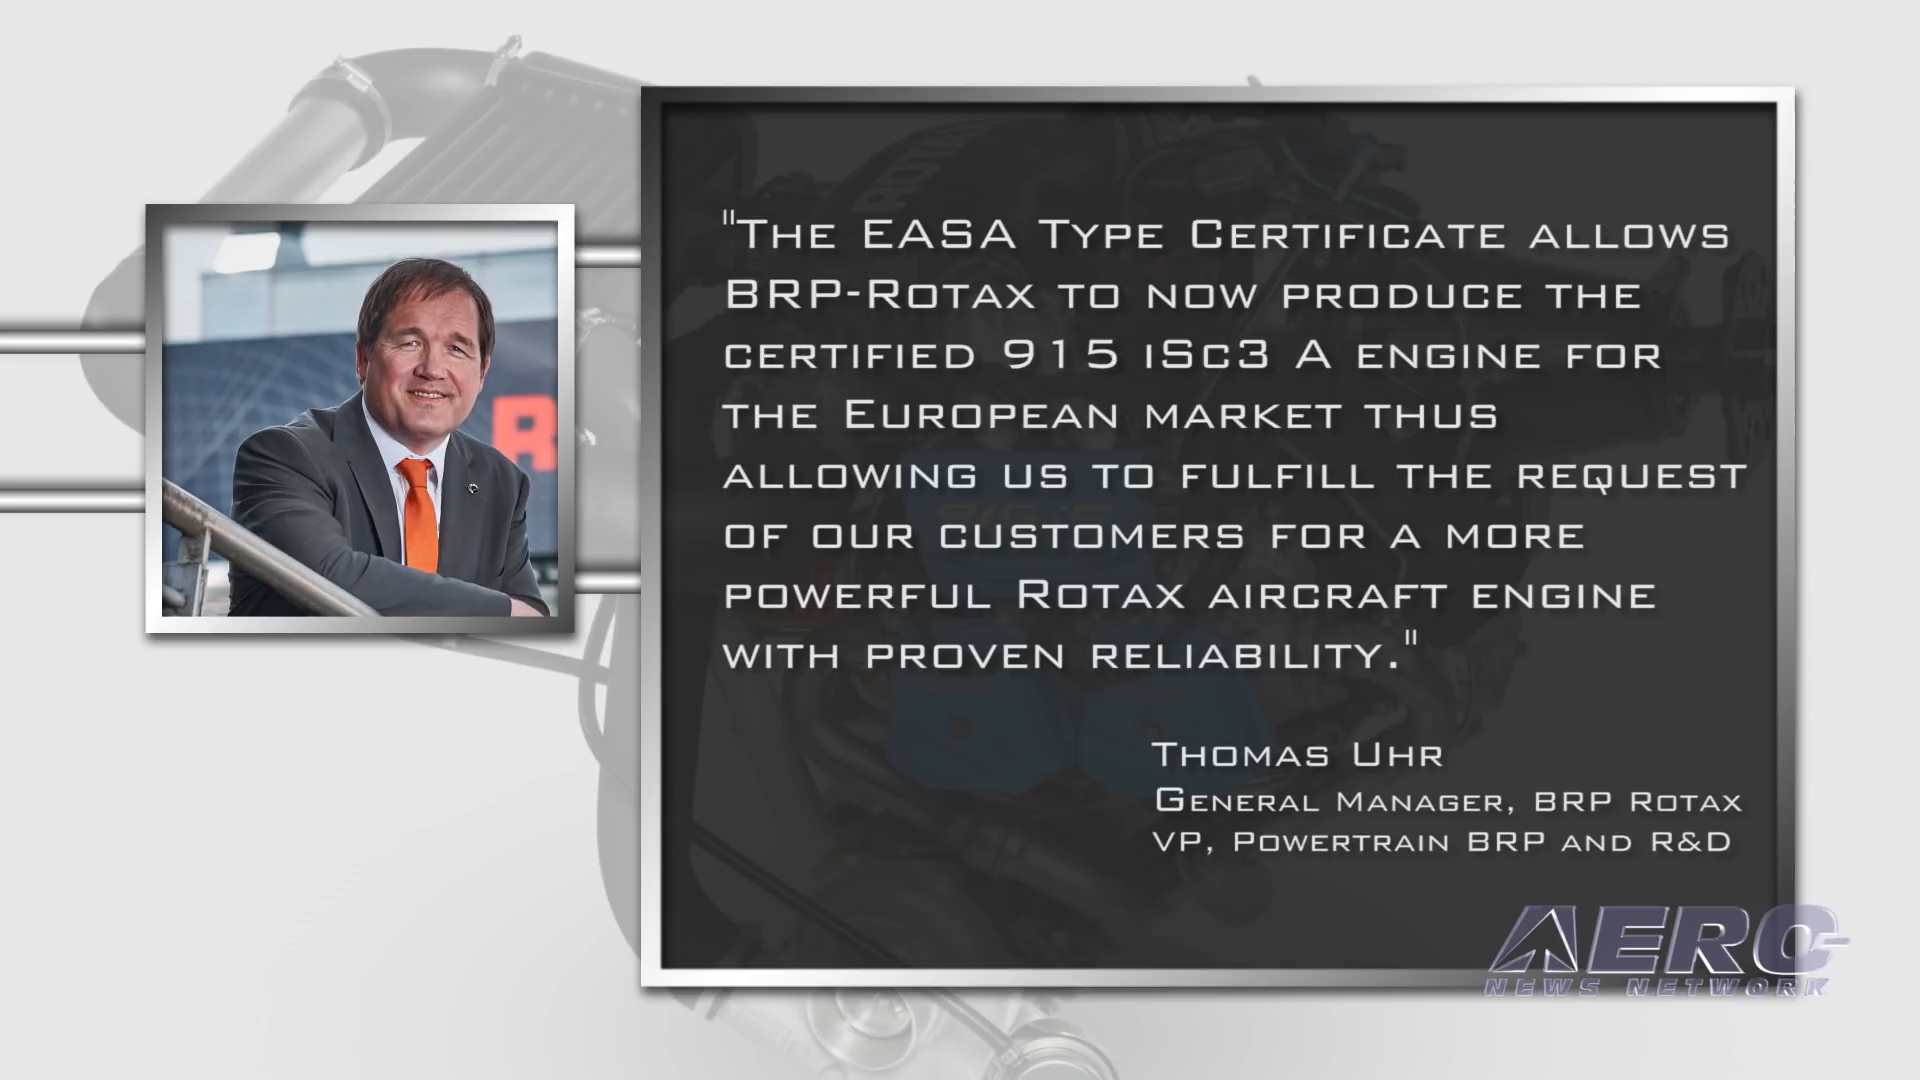 "The EASA Type Certificate allows
BRP-Rotax to now produce the
certified 915 iSc3 A engine for
the European market thus
allowing us to fulfill the request
of our customers for a more
powerful Rotax aircraft engine
with proven reliability."
Thomas Uhr
General Manager, BRP Rotax
VP, Powertrain BRP and R&D
AERO
NEWS NETWORK